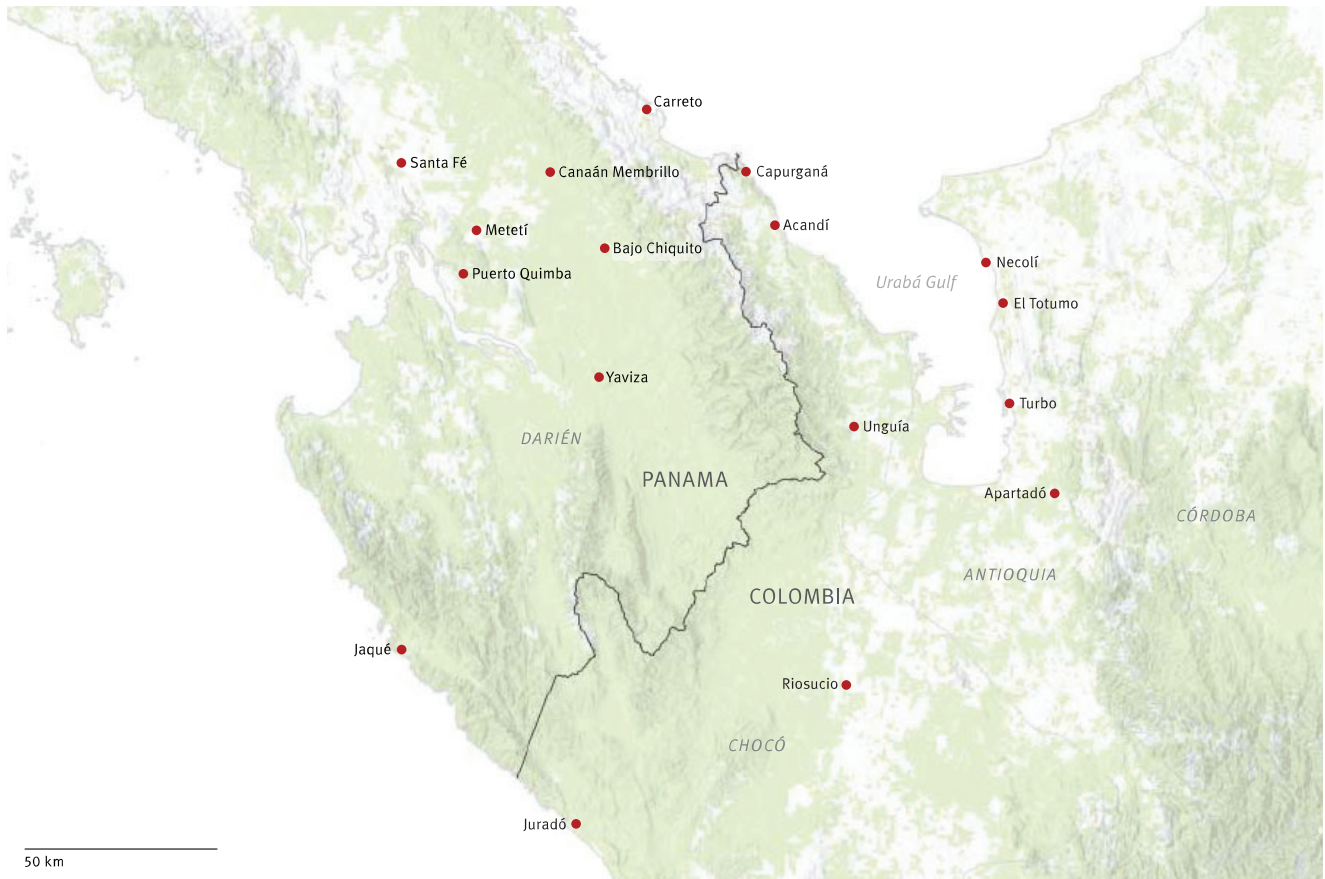 Carreto
Santa Fé
Canaán Membrillo
Capurganá
Acandí
Metetí
Bajo Chiquito
Necolí
Puerto Quimba
Urabá Gulf
El Totumo
Yaviza
Turbo
Unguía
DARIÉN
PANAMA
Apartadó
CÓRDOBA
ANTIOQUIA
COLOMBIA
Jaqué
Riosucio
CHOCÓ
Juradó
50 km